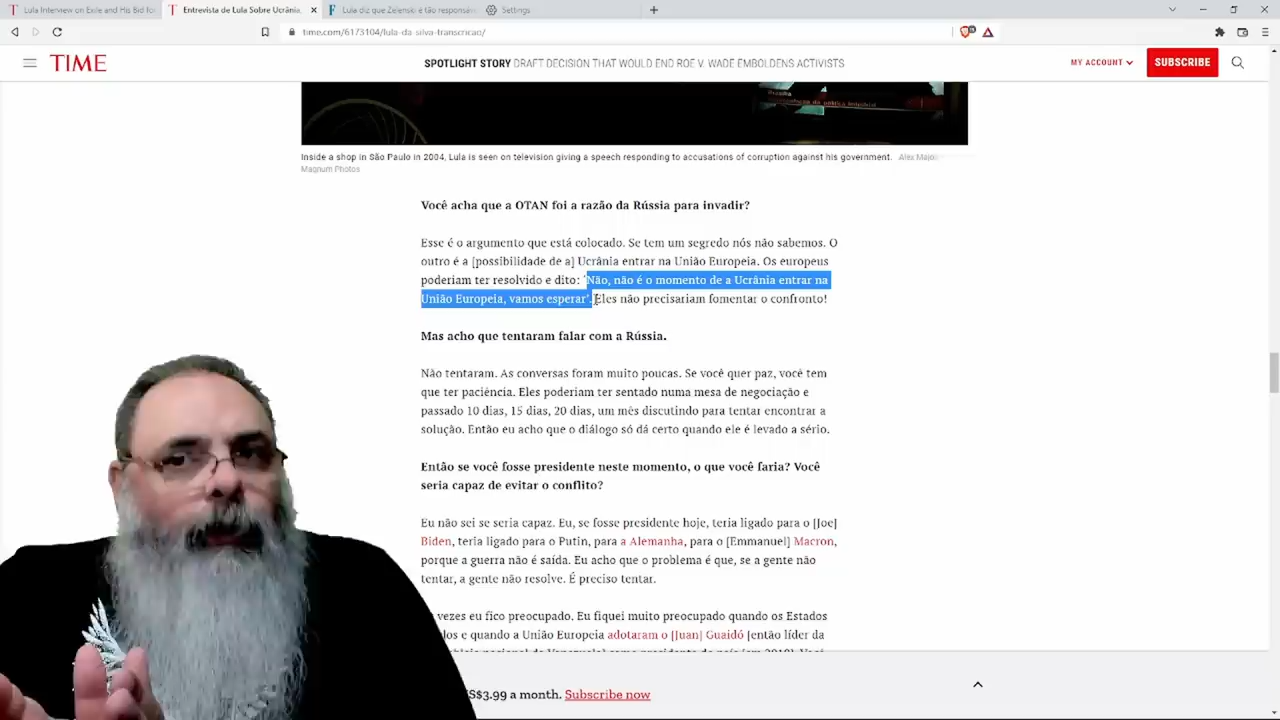 Lula Interview on Exile and His Bid for
Entrevista de Lula Sobre Ucrânia,
Lula diz que Zelenski é tão responsáv
Settings
time.com/6173104/lula-da-silva-transcricao/
TIME
SPOTLIGHT STORY DRAFT DECISION THAT WOULD END ROE V. WADE EMBOLDENS ACTIVISTS
MY ACCOUNT
SUBSCRIBE
Inside a shop in São Paulo in 2004, Lula is seen on television giving a speech responding to accusations of corruption against his government. Alex Majo
Magnum Photos
Você acha que a OTAN foi a razão da Rússia para invadir?
Esse é o argumento que está colocado. Se tem um segredo nós não sabemos. O
outro é a [possibilidade de a] Ucrânia entrar na União Europeia. Os europeus
poderiam ter resolvido e dito: 'Não, não é o momento de a Ucrânia entrar na
União Europeia, vamos esperar'. Eles não precisariam fomentar o confronto!
Mas acho que tentaram falar com a Rússia.
Não tentaram. As conversas foram muito poucas. Se você quer paz, você tem
que ter paciência. Eles poderiam ter sentado numa mesa de negociação e
passado 10 dias, 15 dias, 20 dias, um mês discutindo para tentar encontrar a
solução. Então eu acho que o diálogo só dá certo quando ele é levado a sério.
Então se você fosse presidente neste momento, o que você faria? Você
seria capaz de evitar o conflito?
Eu não sei se seria capaz. Eu, se fosse presidente hoje, teria ligado para o [Joe]
Biden, teria ligado para o Putin, para a Alemanha, para o [Emmanuel] Macron,
porque a guerra não é saída. Eu acho que o problema é que, se a gente não
tentar, a gente não resolve. É preciso tentar.
vezes eu fico preocupado. Eu fiquei muito preocupado quando os Estados
os e quando a União Europeia adotaram o [Juan] Guaidó [então líder da
S$3.99 a month. Subscribe now